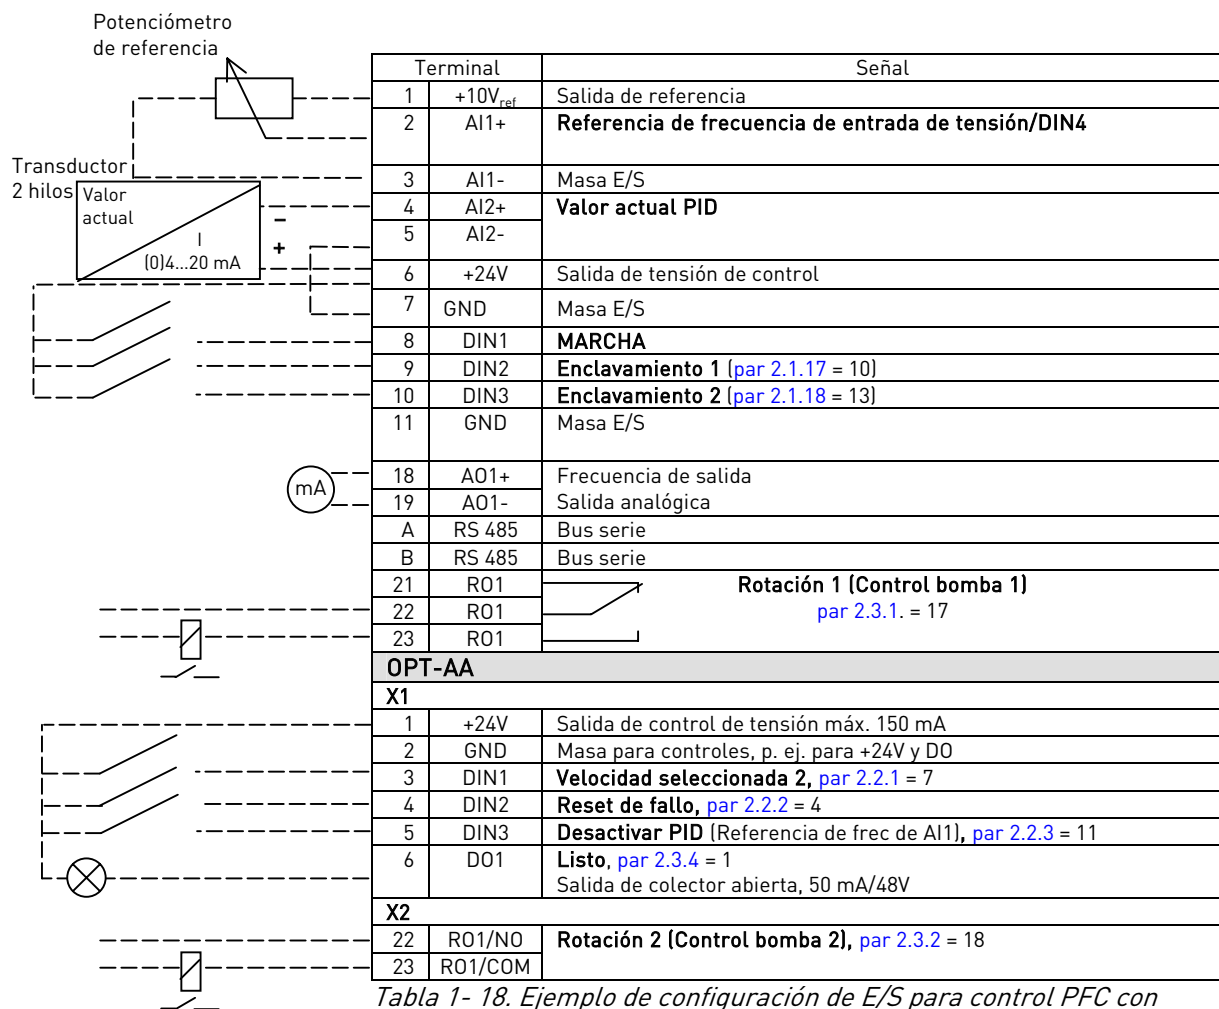 Potenciómetro
de referencia
Terminal Señal
1 +10Vref Salida de referencia
2 AI1+ Referencia de frecuencia de entrada de tensión/DIN4
Transductor
2 hilos
Valor
actual
I
(0)4...20 mA
−
+
3 AI1- Masa E/S
4 AI2+ Valor actual PID
5 AI2-
6 +24V Salida de tensión de control
7 GND Masa E/S
8 DIN1 MARCHA
9 DIN2 Enclavamiento 1 (par 2.1.17 = 10)
10 DIN3 Enclavamiento 2 (par 2.1.18 = 13)
11 GND Masa E/S
mA
18 AO1+ Frecuencia de salida
19 AO1- Salida analógica
A RS 485 Bus serie
B RS 485 Bus serie
21 RO1 Rotación 1 (Control bomba 1)
22 RO1 par 2.3.1. = 17
23 RO1
OPT-AA
X1
1 +24V Salida de control de tensión máx. 150 mA
2 GND Masa para controles, p. ej. para +24V y DO
3 DIN1 Velocidad seleccionada 2, par 2.2.1 = 7
4 DIN2 Reset de fallo, par 2.2.2 = 4
5 DIN3 Desactivar PID (Referencia de frec de AI1), par 2.2.3 = 11
6 DO1 Listo, par 2.3.4 = 1
Salida de colector abierta, 50 mA/48V
X2
22 RO1/NO Rotación 2 (Control bomba 2), par 2.3.2 = 18
23 RO1/COM
Tabla 1- 18. Ejemplo de configuración de E/S para control PFC con